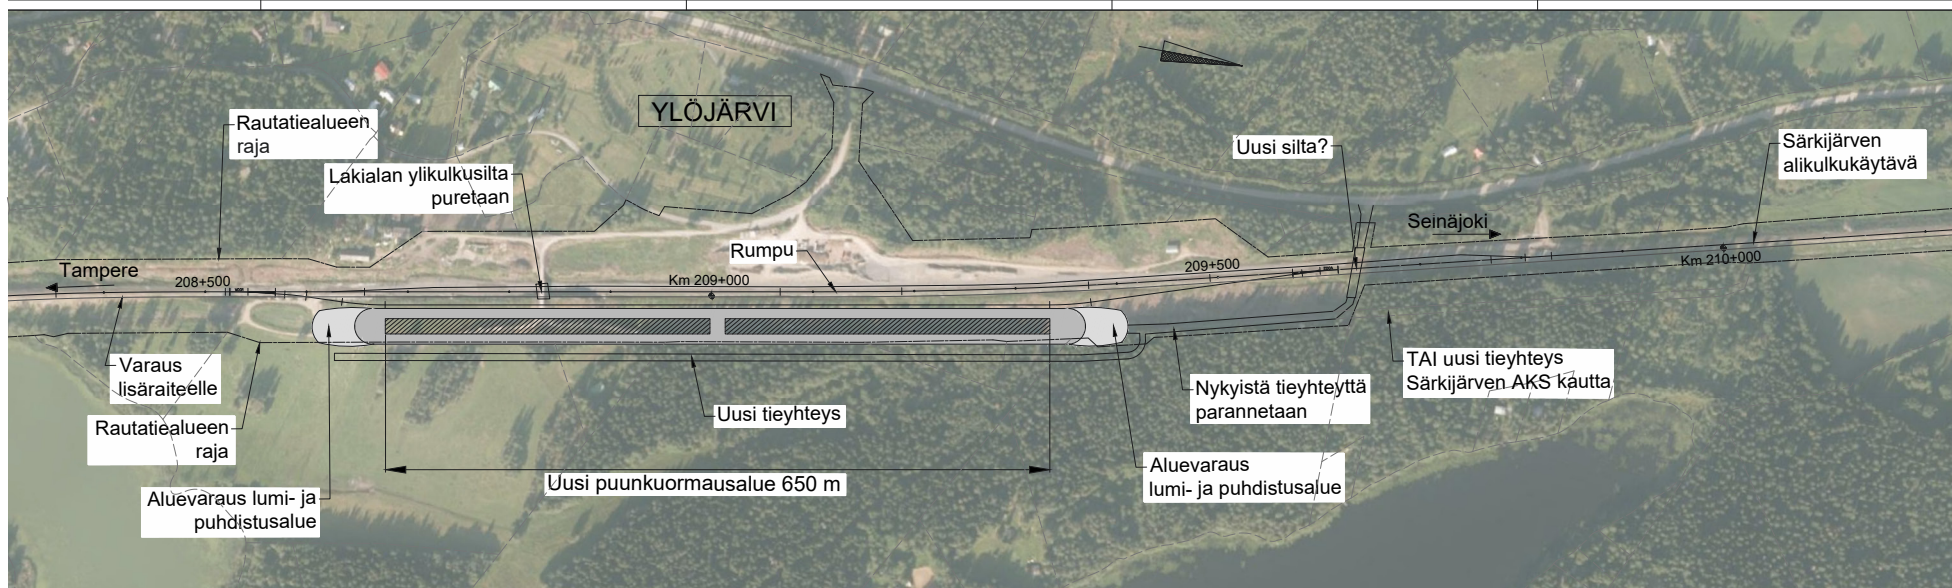 YLÖJÄRVI
Rautatiealueen
raja
Lakialan ylikulkusilta
puretaan
Uusi silta?
Särkijärven
alikulkukäytävä
Seinäjoki
Rumpu
Tampere
208+500
Km 209+000
209+500
Km 210+000
Varaus
lisäraiteelle
Rautatiealueen
raja
Uusi tieyhteys
Nykyistä tieyhteyttä
parannetaan
TAI uusi tieyhteys
Särkijärven AKS kautta
Aluevaraus lumi- ja
puhdistusalue
Uusi puunkuormausalue 650 m
Aluevaraus
lumi- ja puhdistusalue